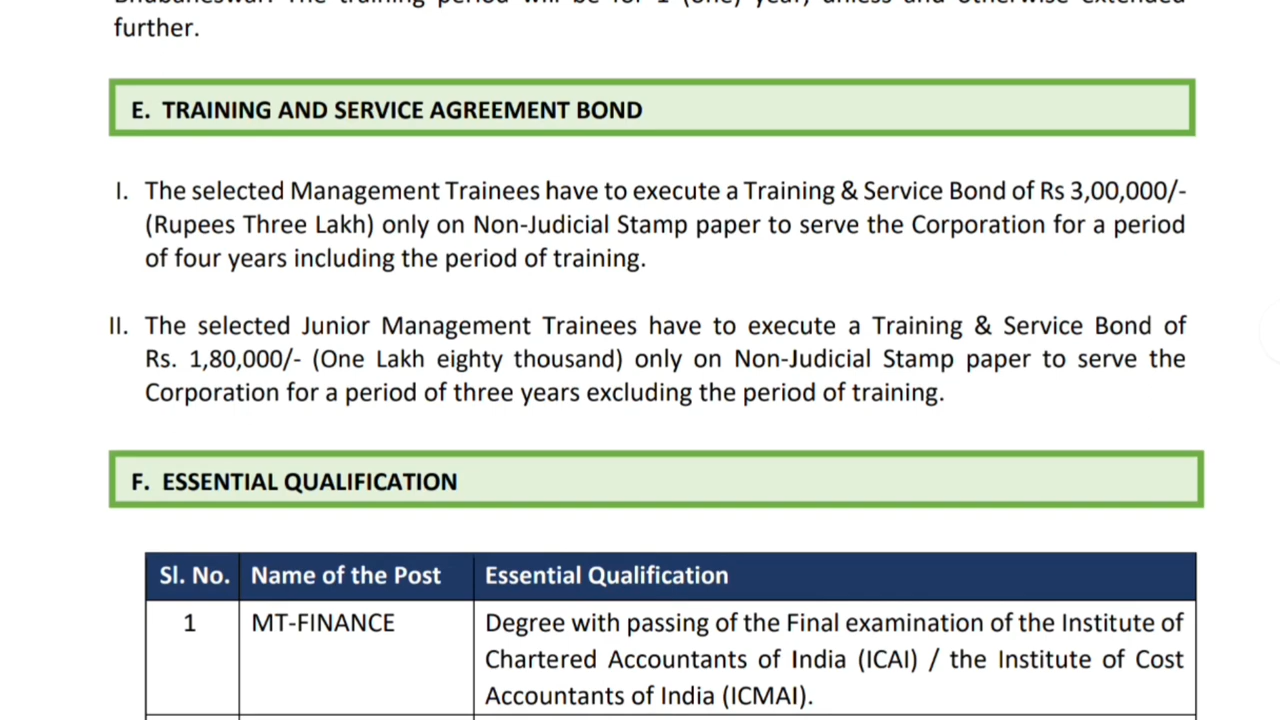 further.
E. TRAINING AND SERVICE AGREEMENT BOND
I. The selected Management Trainees have to execute a Training & Service Bond of Rs 3,00,000/-
(Rupees Three Lakh) only on Non-Judicial Stamp paper to serve the Corporation for a period
of four years including the period of training.
II. The selected Junior Management Trainees have to execute a Training & Service Bond of
Rs. 1,80,000/- (One Lakh eighty thousand) only on Non-Judicial Stamp paper to serve the
Corporation for a period of three years excluding the period of training.
F. ESSENTIAL QUALIFICATION
Sl. No. Name of the Post Essential Qualification
1 MT-FINANCE Degree with passing of the Final examination of the Institute of
Chartered Accountants of India (ICAI) / the Institute of Cost
Accountants of India (ICMAI).